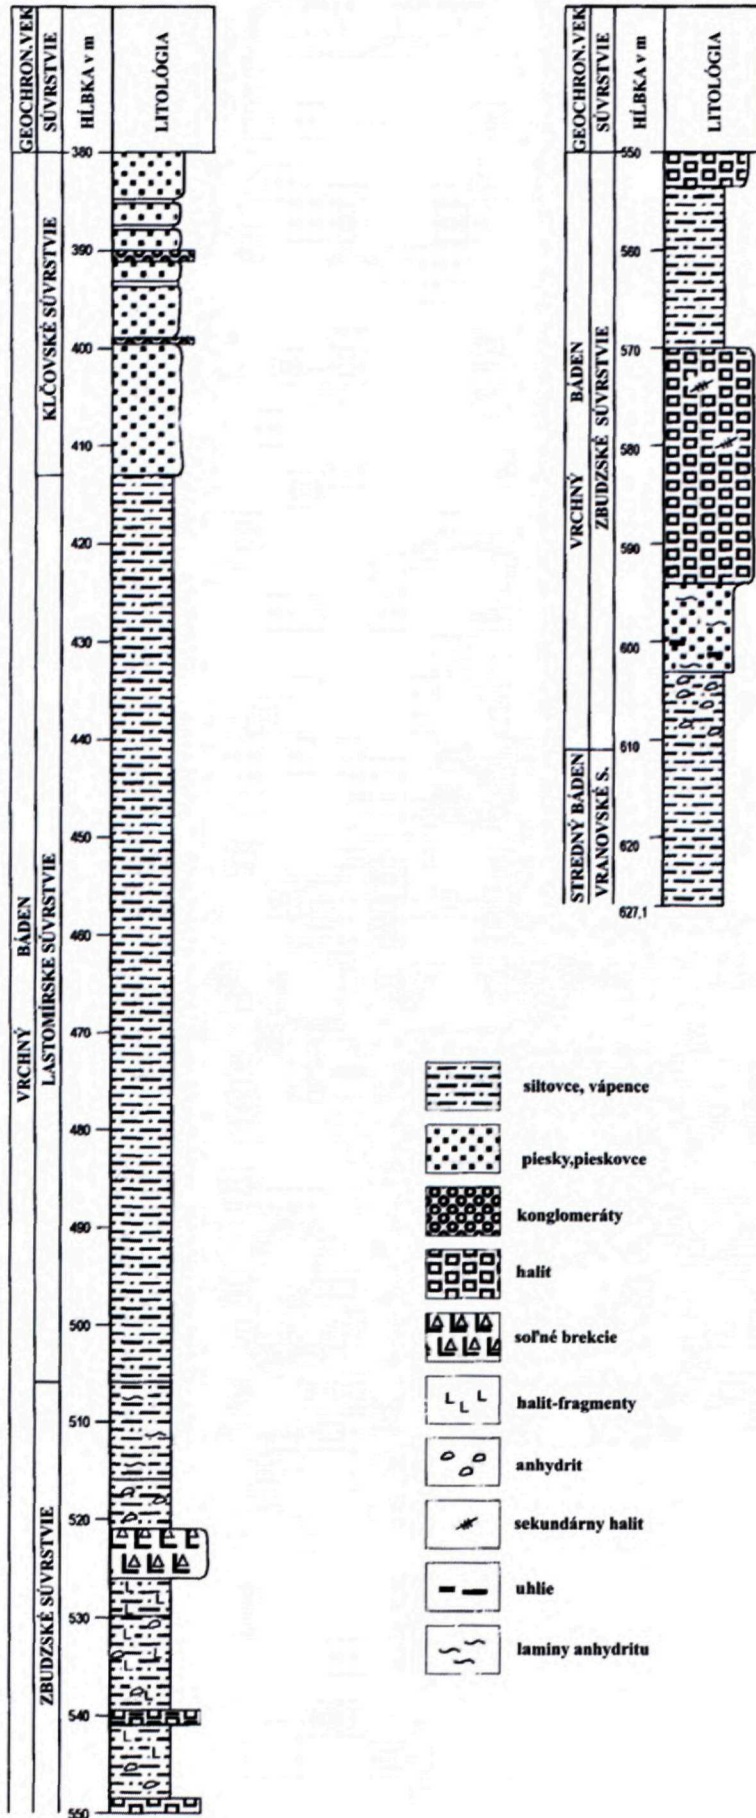 GEOCHRON.VEK
SÚVRSTVIE
HĹBKA v m
LITOLÓGIA
380
390
400
410
420
430
440
450
460
470
480
490
500
510
520
530
540
550
VRCHNÝ BÁDEN
KLČOVSKÉ SÚVRSTVIE
LASTOMÍRSKE SÚVRSTVIE
ZBUDZSKÉ SÚVRSTVIE
GEOCHRON.VEK
SÚVRSTVIE
HĹBKA v m
LITOLÓGIA
550
560
570
580
590
600
610
620
627,1
VRCHNÝ BÁDEN
ZBUDZSKÉ SÚVRSTVIE
STREDNÝ BÁDEN
VRANOVSKÉ S.
siltovce, vápence
piesky,pieskovce
konglomeráty
halit
soľné brekcie
halit-fragmenty
anhydrit
sekundárny halit
uhlie
laminy anhydritu